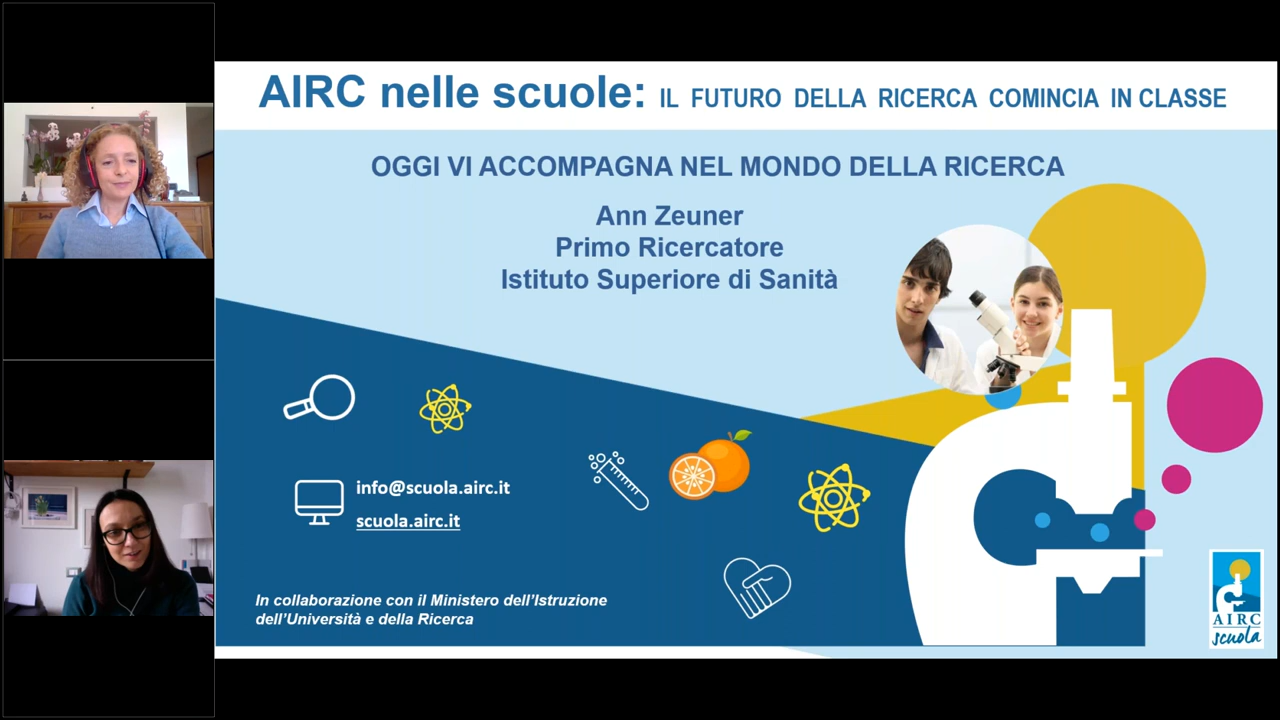 AIRC nelle scuole: IL FUTURO DELLA RICERCA COMINCIA IN CLASSE
OGGI VI ACCOMPAGNA NEL MONDO DELLA RICERCA
Ann Zeuner
Primo Ricercatore
Istituto Superiore di Sanità
info@scuola.airc.it
scuola.airc.it
In collaborazione con il Ministero dell'Istruzione
dell'Università e della Ricerca
AIRC
scuola